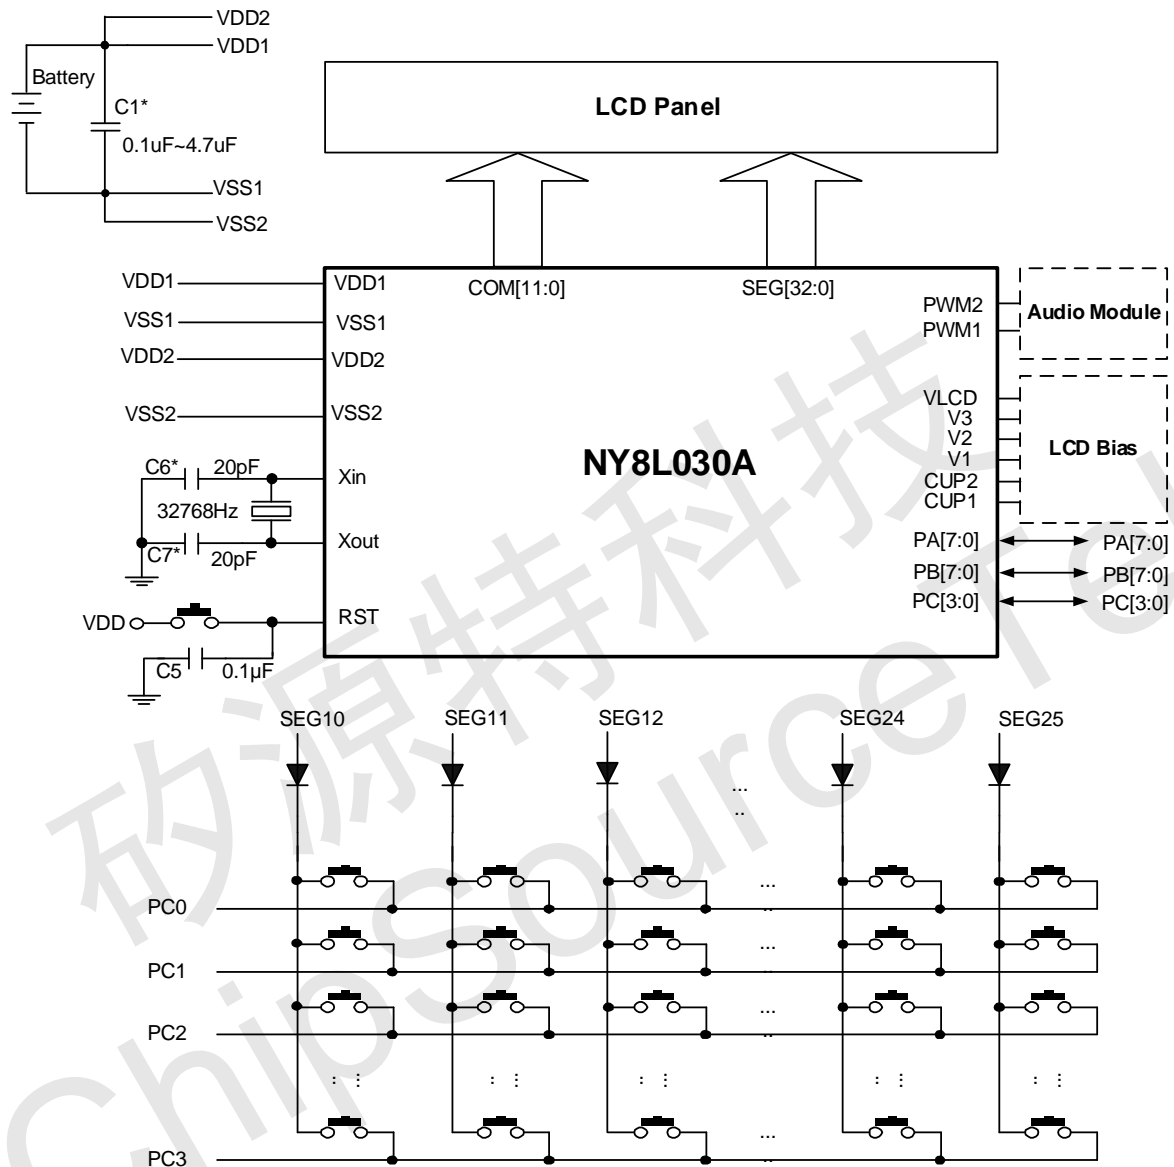 VDD2
VDD1
Battery
C1*
0.1uF~4.7uF
VSS1
VSS2
LCD Panel
VDD1
VSS1
VDD2
VSS2
VDD1
VSS1
VDD2
VSS2
COM[11:0]
SEG[32:0]
PWM2
PWM1
Audio Module
VLCD
V3
V2
V1
CUP2
CUP1
LCD Bias
NY8L030A
C6*
20pF
32768Hz
C7*
20pF
Xin
Xout
PA[7:0]
PB[7:0]
PC[3:0]
PA[7:0]
PB[7:0]
PC[3:0]
VDD
RST
C5
0.1µF
SEG10
SEG11
SEG12
SEG24
SEG25
...
..
PC0
...
..
PC1
...
..
PC2
...
..
PC3
...
..
矽源特科技
ChipSourceTek